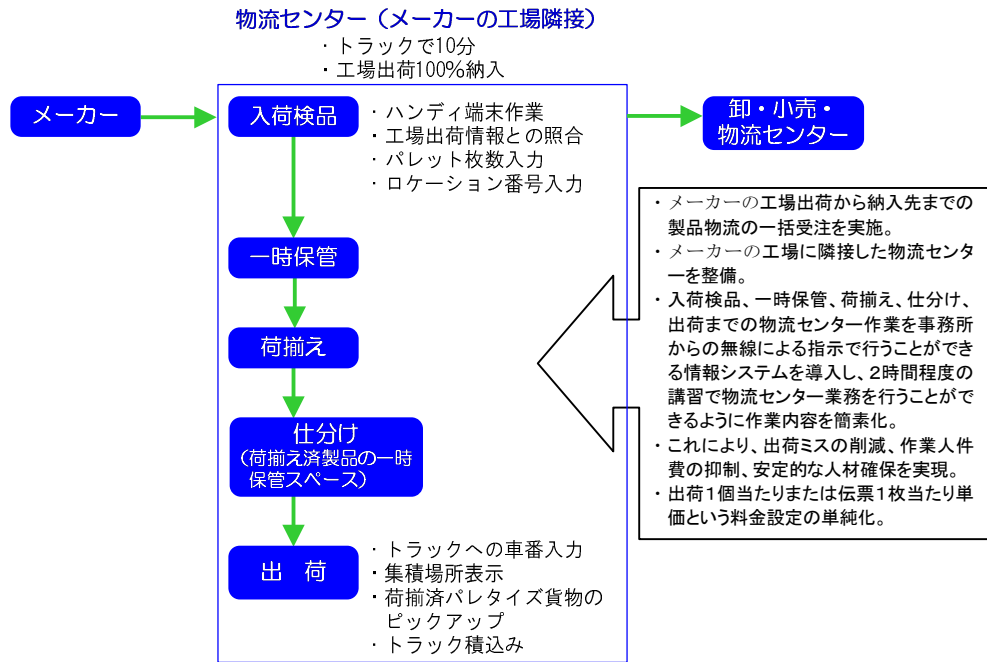 物流センター（メーカーの工場隣接）
・トラックで10分
・工場出荷100%納入
メーカー
入荷検品
・ハンディ端末作業
・工場出荷情報との照合
・パレット枚数入力
・ロケーション番号入力
卸・小売・
物流センター
一時保管
荷揃え
仕分け
（荷揃え済製品の一時
保管スペース）
出　荷
・トラックへの車番入力
・集積場所表示
・荷揃済パレタイズ貨物の
ピックアップ
・トラック積込み
・メーカーの工場出荷から納入先までの
製品物流の一括受注を実施。
・メーカーの工場に隣接した物流センタ
ーを整備。
・入荷検品、一時保管、荷揃え、仕分け、
出荷までの物流センター作業を事務所
からの無線による指示で行うことができ
る情報システムを導入し、２時間程度の
講習で物流センター業務を行うことがで
きるように作業内容を簡素化。
・これにより、出荷ミスの削減、作業人件
費の抑制、安定的な人材確保を実現。
・出荷１個当たりまたは伝票１枚当たり単
価という料金設定の単純化。